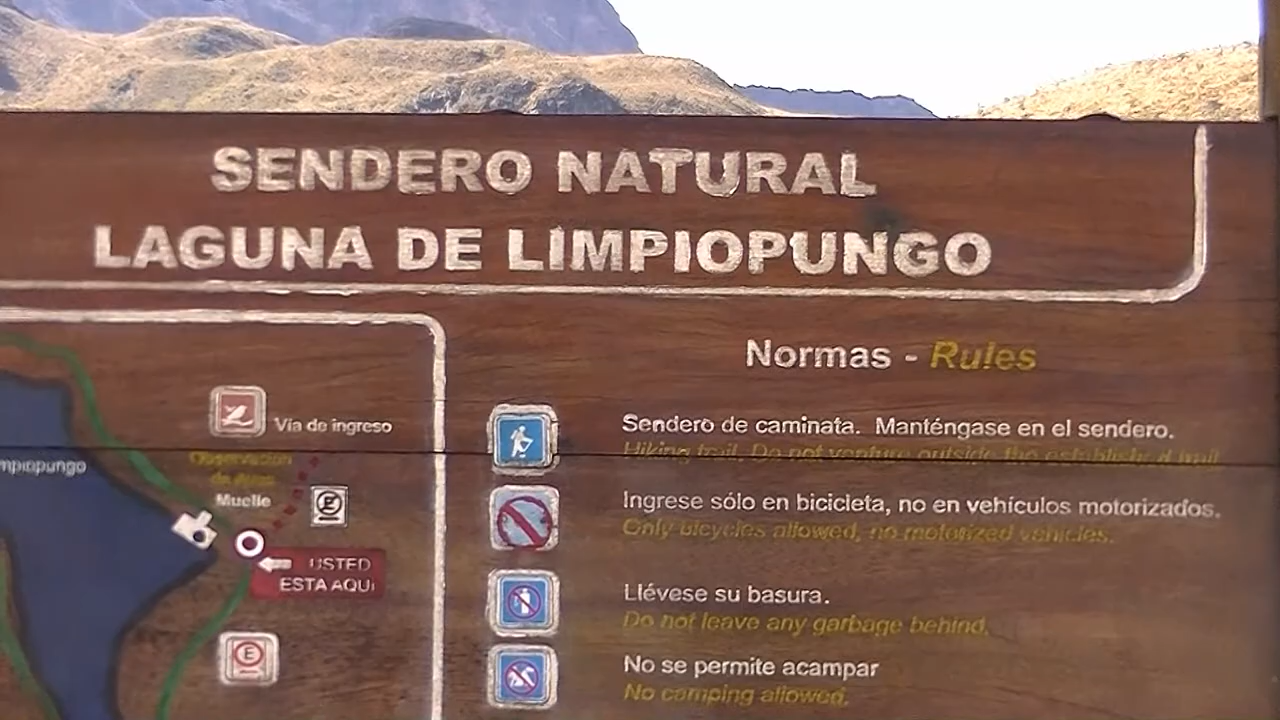 SENDERO NATURAL
LAGUNA DE LIMPIOPUNGO
Normas - Rules
Vía de ingreso
Observación
de aves
Muelle
E
mpiopungo
USTED
ESTA AQUI
E
Sendero de caminata. Manténgase en el sendero.
Hiking trail. Do not venture outside the established trail
Ingrese sólo en bicicleta, no en vehículos motorizados.
Only bicycles allowed, no motorized vehicles.
Llévese su basura.
Do not leave any garbage behind.
No se permite acampar
No camping allowed.